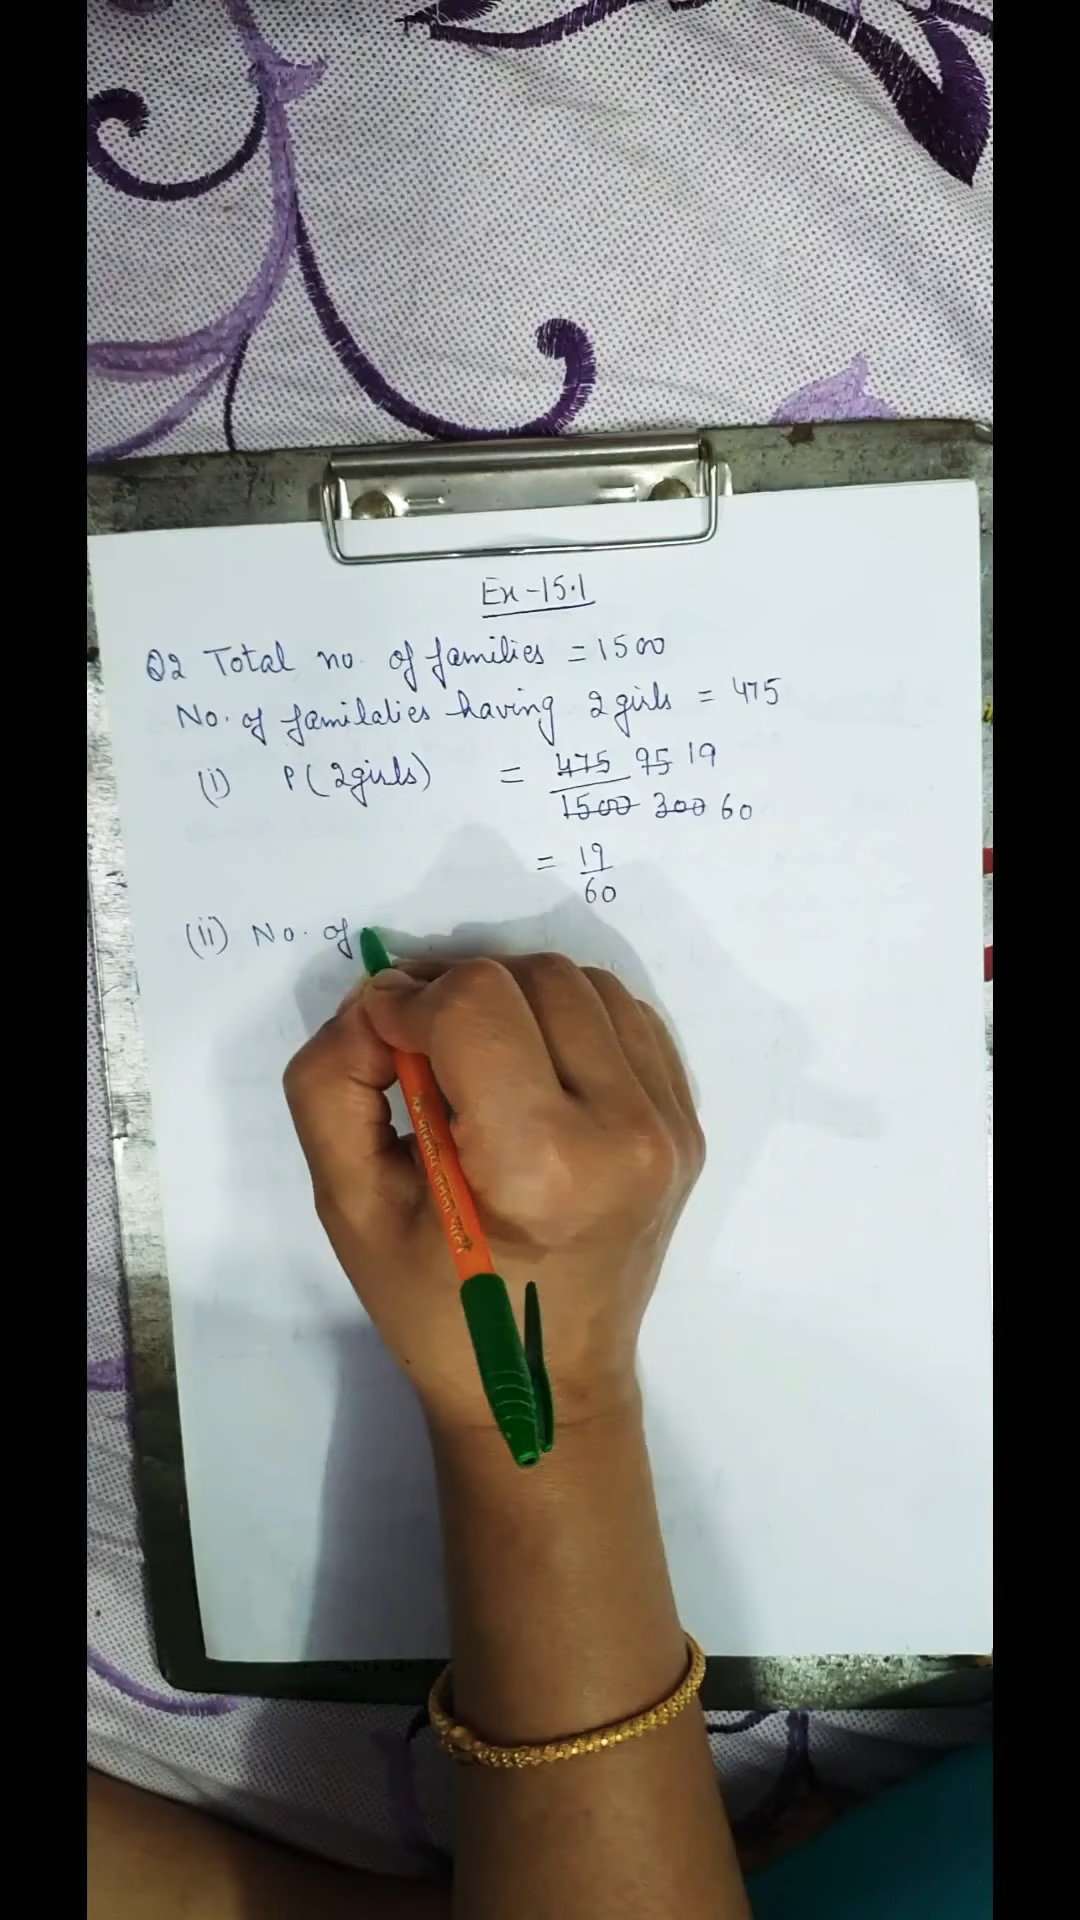 Ex-15.1
Q2 Total no. of families = 1500
No. of familaties having 2 girls = 475
(i) P(2girls) = 475 95 19
1500 300 60
= 19
60
(ii) No. of